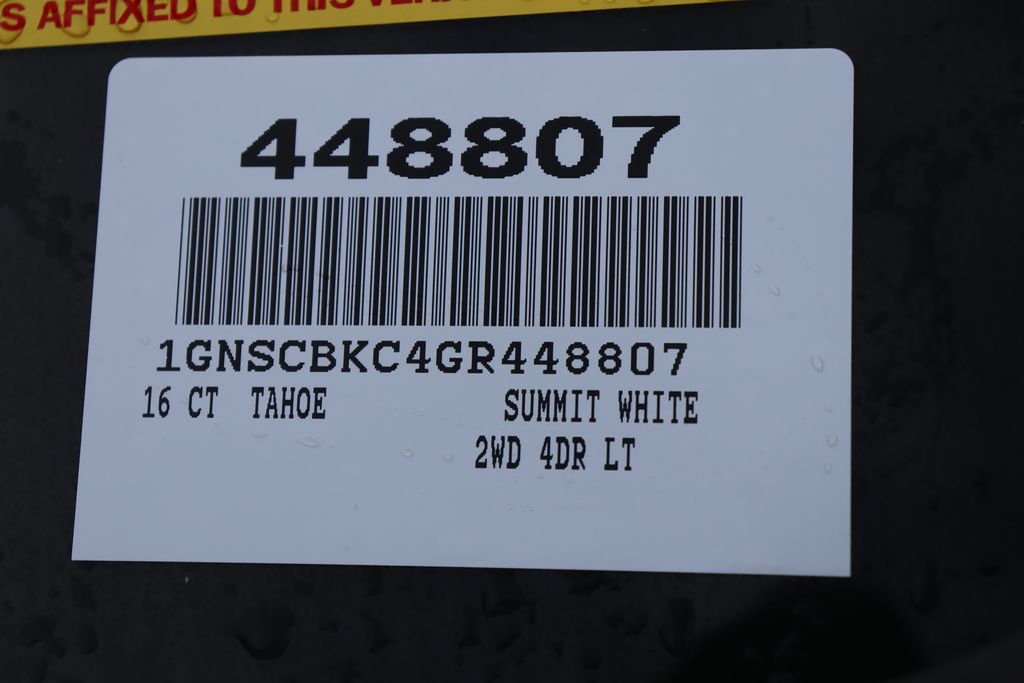 S AFFIXED TO THIS
448807
1GNSCBKC4GR448807
16 CT TAHOE SUMMIT WHITE
2WD 4DR LT